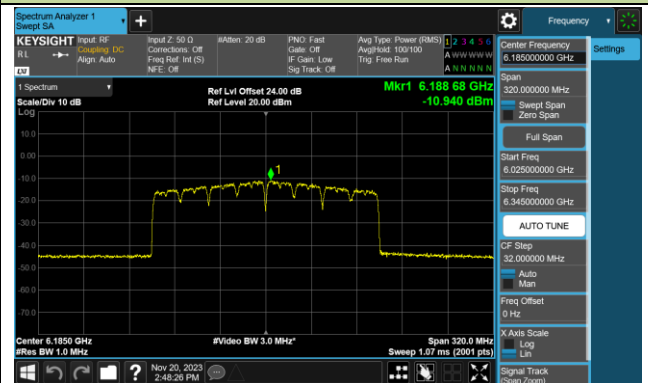 Spectrum Analyzer 1
Swept SA
+
Frequency
KEYSIGHT
RL
LXI
Input: RF
Coupling: DC
Align: Auto
Input Z: 50 Ω
Corrections: Off
Freq Ref: Int (S)
NFE: Off
#Atten: 20 dB
PNO: Fast
Gate: Off
IF Gain: Low
Sig Track: Off
Avg Type: Power (RMS)
Avg|Hold: 100/100
Trig: Free Run
1 2 3 4 5 6
A W W W W W
A N N N N N
1 Spectrum
Scale/Div 10 dB
Ref Lvl Offset 24.00 dB
Ref Level 20.00 dBm
Mkr1 6.188 68 GHz
-10.940 dBm
Log
10.0
0.00
-10.0
-20.0
-30.0
-40.0
-50.0
-60.0
-70.0
1
Center 6.1850 GHz
#Res BW 1.0 MHz
#Video BW 3.0 MHz*
Span 320.0 MHz
Sweep 1.07 ms (2001 pts)
?
Nov 20, 2023
2:48:26 PM
Center Frequency
6.185000000 GHz
Settings
Span
320.000000 MHz
Swept Span
Zero Span
Full Span
Start Freq
6.025000000 GHz
Stop Freq
6.345000000 GHz
AUTO TUNE
CF Step
32.000000 MHz
Auto
Man
Freq Offset
0 Hz
X Axis Scale
Log
Lin
Signal Track
(Span Zoom)